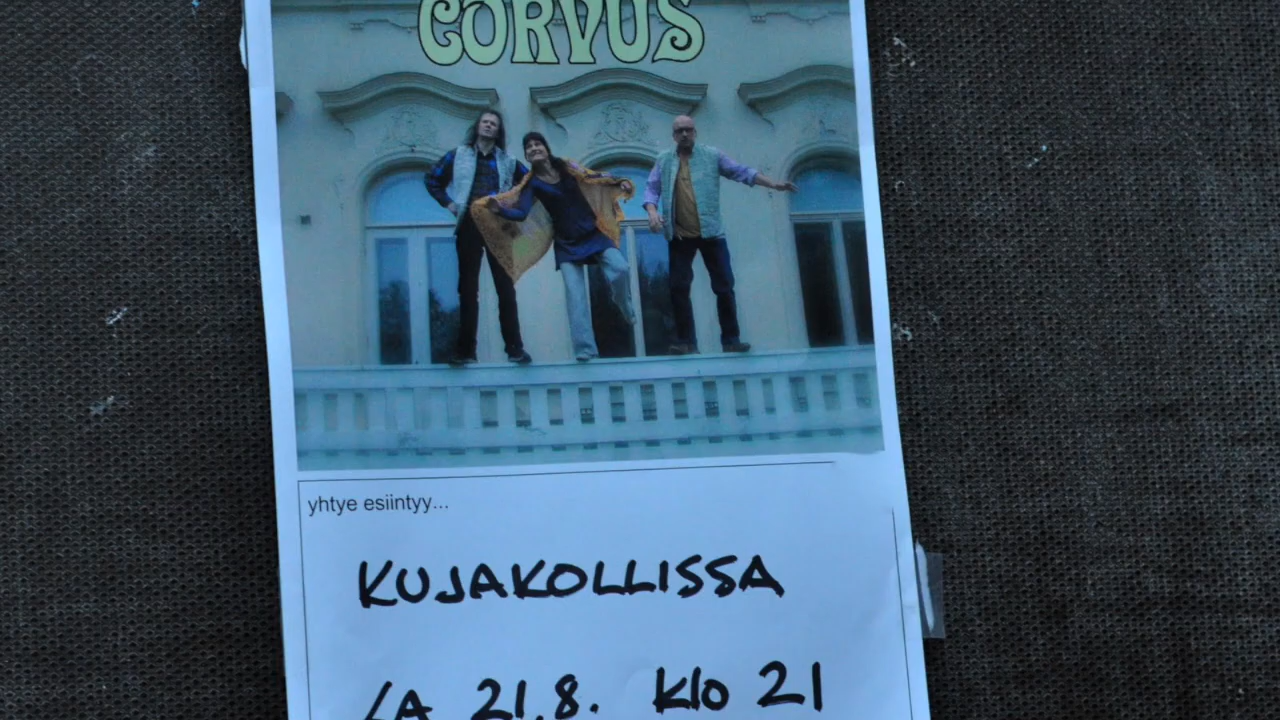 CORVUS
yhtye esiintyy...
KUJAKOLLISSA
LA 21.8. klo 21